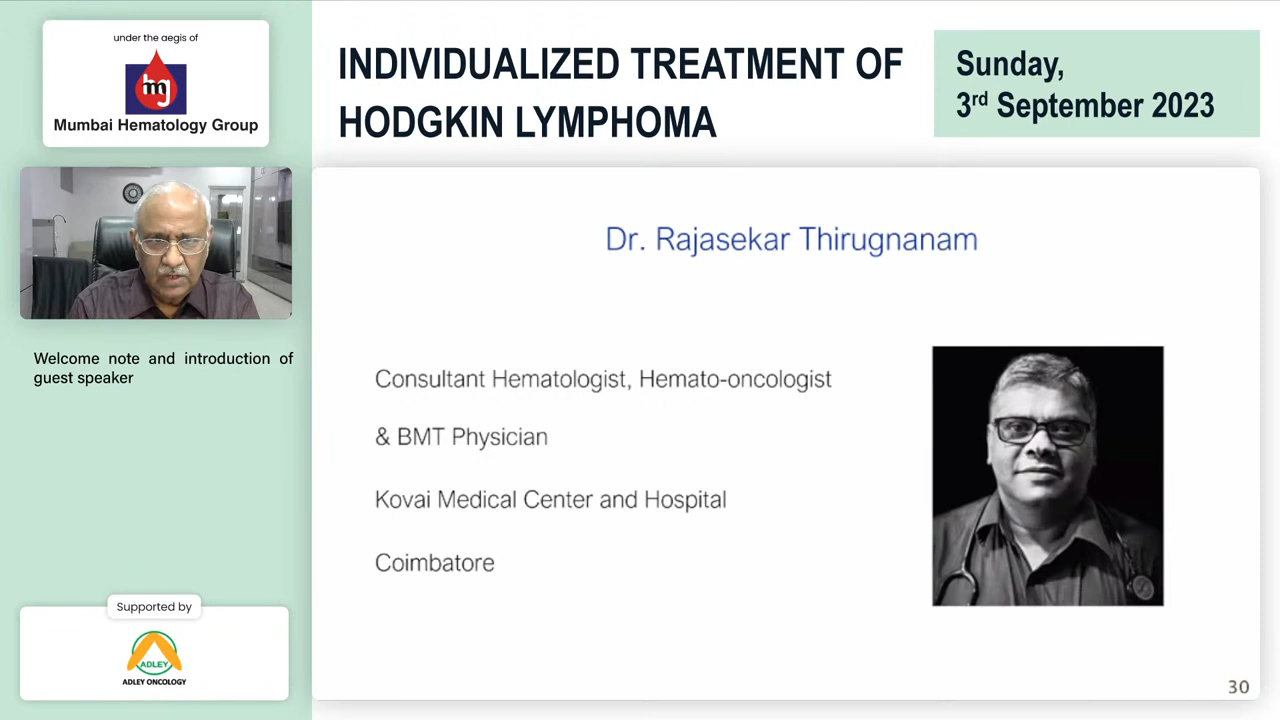 under the aegis of
hmg
Mumbai Hematology Group
INDIVIDUALIZED TREATMENT OF
HODGKIN LYMPHOMA
Sunday,
3rd September 2023
Welcome note and introduction of
guest speaker
Dr. Rajasekar Thirugnanam
Consultant Hematologist, Hemato-oncologist
& BMT Physician
Kovai Medical Center and Hospital
Coimbatore
Supported by
ADLEY
ADLEY ONCOLOGY
30